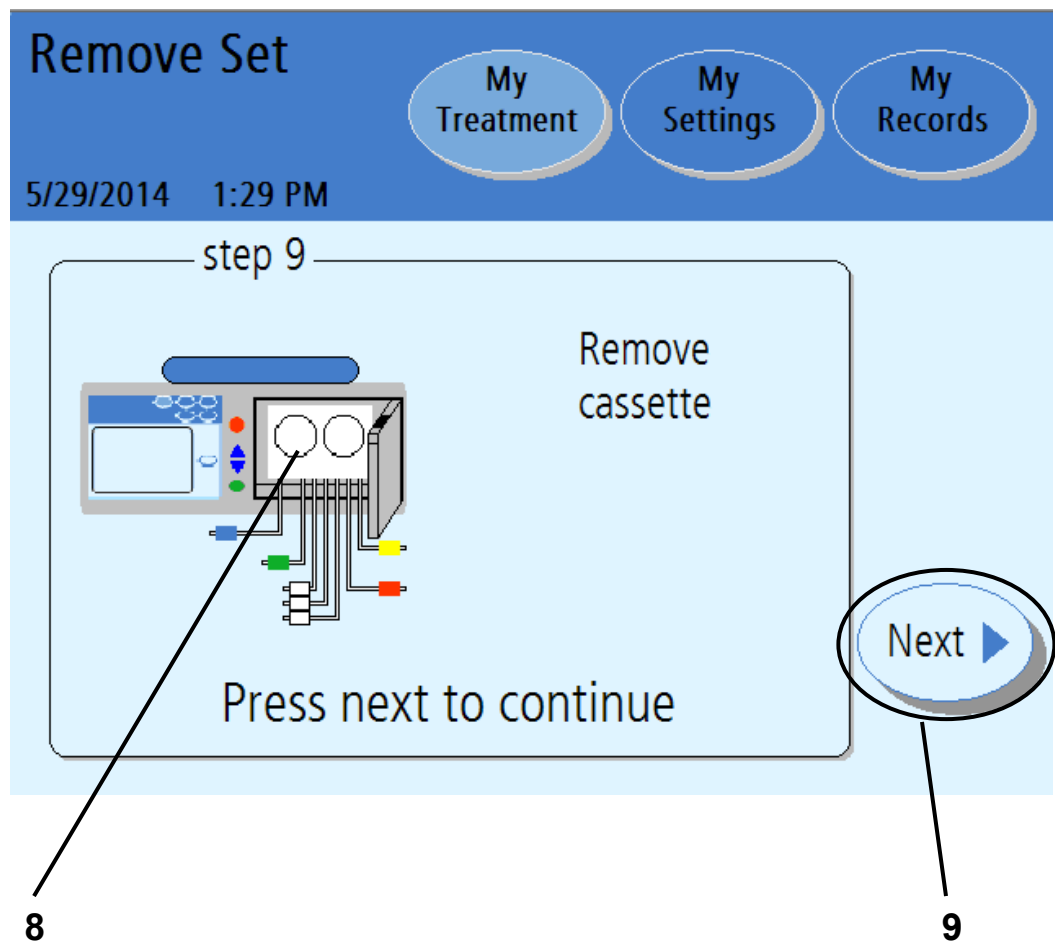 Remove Set
My
Treatment
My
Settings
My
Records
5/29/2014 1:29 PM
step 9
Remove
cassette
Next
Press next to continue
8
9